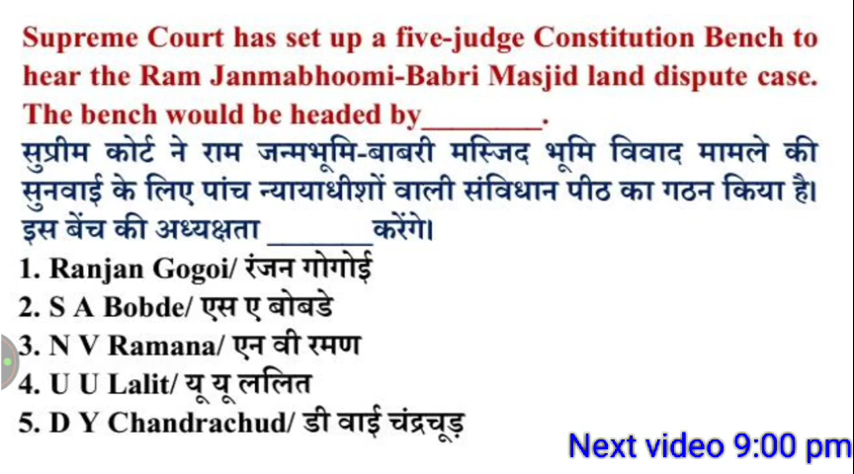 Supreme Court has set up a five-judge Constitution Bench to
hear the Ram Janmabhoomi-Babri Masjid land dispute case.
The bench would be headed by_________.
सुप्रीम कोर्ट ने राम जन्मभूमि-बाबरी मस्जिद भूमि विवाद मामले की
सुनवाई के लिए पांच न्यायाधीशों वाली संविधान पीठ का गठन किया है।
इस बेंच की अध्यक्षता ________करेंगे।
1. Ranjan Gogoi/ रंजन गोगोई
2. S A Bobde/ एस ए बोबडे
3. N V Ramana/ एन वी रमण
4. U U Lalit/ यू यू ललित
5. D Y Chandrachud/ डी वाई चंद्रचूड़
Next video 9:00 pm